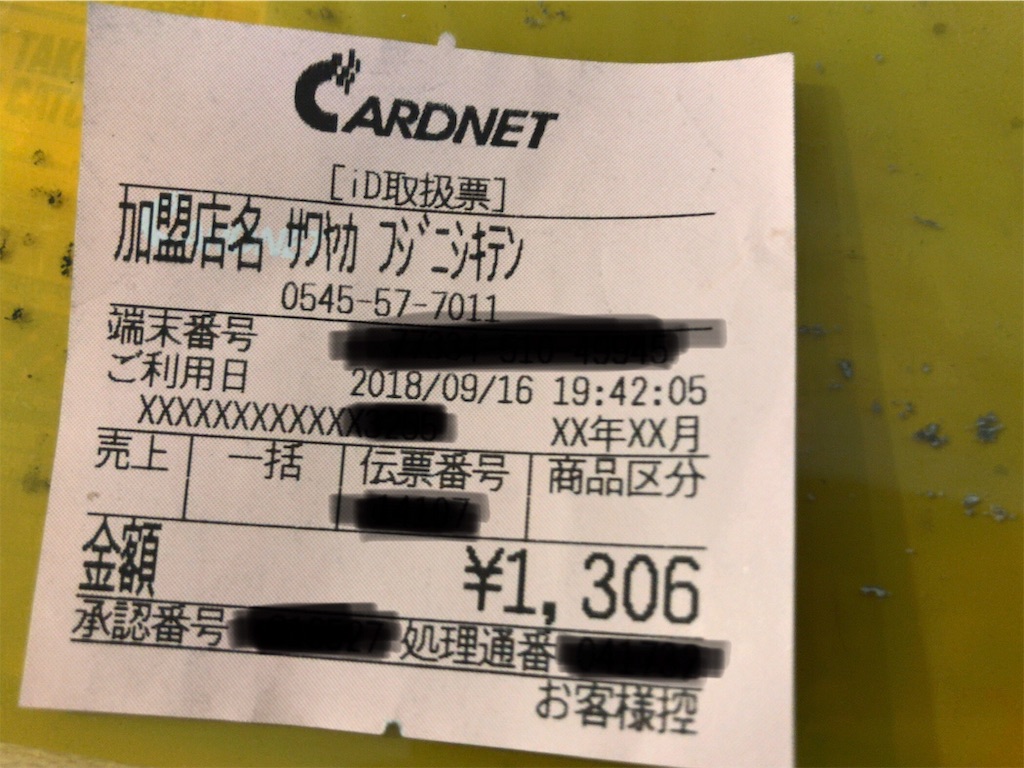 CARDNET
[iD取扱票]
加盟店名 ｻﾜﾔｶ ﾌｼﾞﾆｼｷﾃﾝ
0545-57-7011
端末番号
ご利用日 2018/09/16 19:42:05
XXXXXXXXXXXX XX年XX月
売上 一括 伝票番号 商品区分
金額 ¥1,306
承認番号 処理通番
お客様控